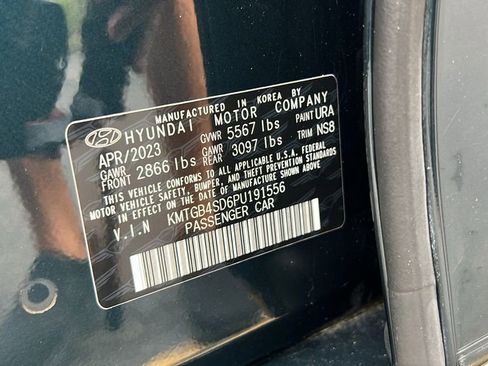 MANUFACTURED IN KOREA BY
HYUNDAI MOTOR COMPANY
APR/2023 GVWR 5567 lbs PAINT URA
GAWR FRONT 2866 lbs GAWR REAR 3097 lbs TRIM NS8
THIS VEHICLE CONFORMS TO ALL APPLICABLE U.S.A. FEDERAL
MOTOR VEHICLE SAFETY, BUMPER, AND THEFT PREVENTION STANDARDS
IN EFFECT ON THE DATE OF MANUFACTURE SHOWN ABOVE.
V.I.N KMTGB4SD6PU191556
PASSENGER CAR